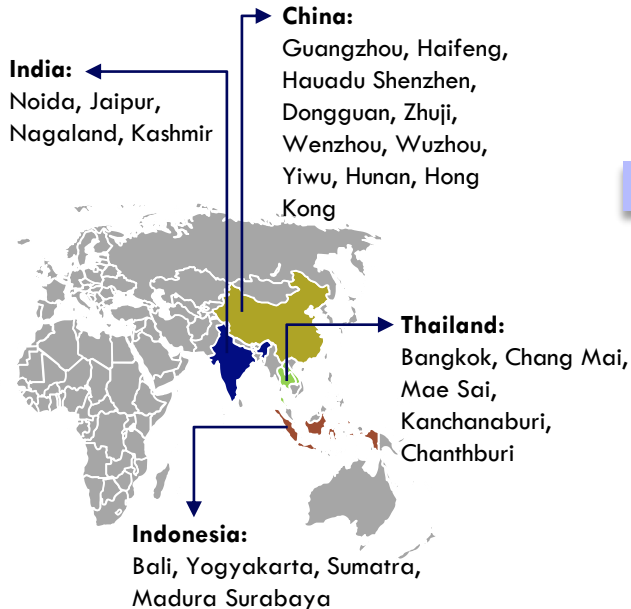 China:
Guangzhou, Haifeng,
Hauadu Shenzhen,
Dongguan, Zhuji,
Wenzhou, Wuzhou,
Yiwu, Hunan, Hong
Kong
India:
Noida, Jaipur,
Nagaland, Kashmir
Thailand:
Bangkok, Chang Mai,
Mae Sai,
Kanchanaburi,
Chanthburi
Indonesia:
Bali, Yogyakarta, Sumatra,
Madura Surabaya